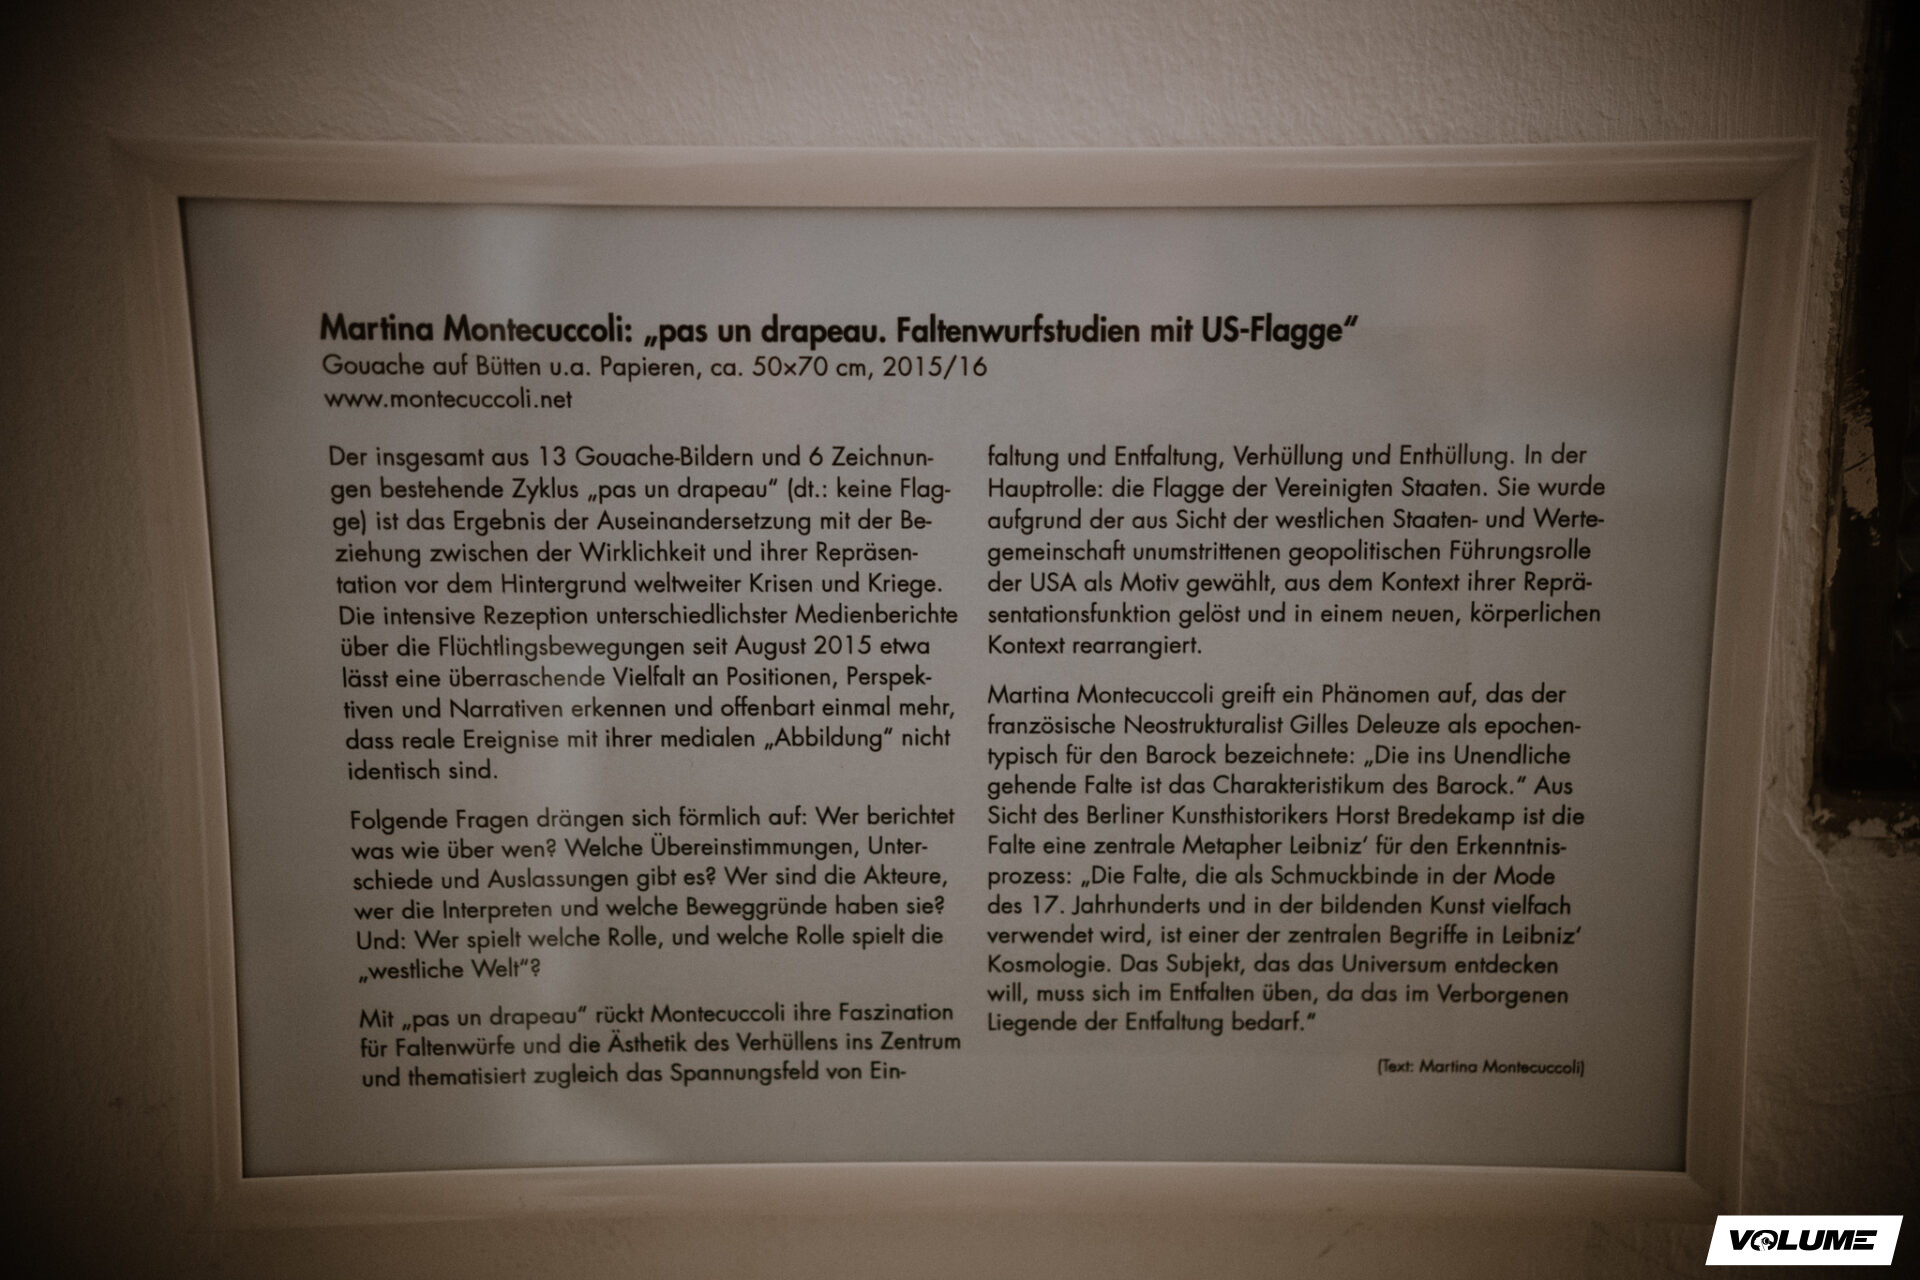 Martina Montecuccoli: „pas un drapeau. Faltenwurfstudien mit US-Flagge“
Gouache auf Bütten u.a. Papieren, ca. 50×70 cm, 2015/16
www.montecuccoli.net
Der insgesamt aus 13 Gouache-Bildern und 6 Zeichnun-
gen bestehende Zyklus „pas un drapeau“ (dt.: keine Flag-
ge) ist das Ergebnis der Auseinandersetzung mit der Be-
ziehung zwischen der Wirklichkeit und ihrer Repräsen-
tation vor dem Hintergrund weltweiter Krisen und Kriege.
Die intensive Rezeption unterschiedlichster Medienberichte
über die Flüchtlingsbewegungen seit August 2015 etwa
lässt eine überraschende Vielfalt an Positionen, Perspek-
tiven und Narrativen erkennen und offenbart einmal mehr,
dass reale Ereignise mit ihrer medialen „Abbildung“ nicht
identisch sind.
Folgende Fragen drängen sich förmlich auf: Wer berichtet
was wie über wen? Welche Übereinstimmungen, Unter-
schiede und Auslassungen gibt es? Wer sind die Akteure,
wer die Interpreten und welche Beweggründe haben sie?
Und: Wer spielt welche Rolle, und welche Rolle spielt die
„westliche Welt“?
Mit „pas un drapeau“ rückt Montecuccoli ihre Faszination
für Faltenwürfe und die Ästhetik des Verhüllens ins Zentrum
und thematisiert zugleich das Spannungsfeld von Ein-
faltung und Entfaltung, Verhüllung und Enthüllung. In der
Hauptrolle: die Flagge der Vereinigten Staaten. Sie wurde
aufgrund der aus Sicht der westlichen Staaten- und Werte-
gemeinschaft unumstrittenen geopolitischen Führungsrolle
der USA als Motiv gewählt, aus dem Kontext ihrer Reprä-
sentationsfunktion gelöst und in einem neuen, körperlichen
Kontext rearrangiert.
Martina Montecuccoli greift ein Phänomen auf, das der
französische Neostrukturalist Gilles Deleuze als epochen-
typisch für den Barock bezeichnete: „Die ins Unendliche
gehende Falte ist das Charakteristikum des Barock.“ Aus
Sicht des Berliner Kunsthistorikers Horst Bredekamp ist die
Falte eine zentrale Metapher Leibniz’ für den Erkenntnis-
prozess: „Die Falte, die als Schmuckbinde in der Mode
des 17. Jahrhunderts und in der bildenden Kunst vielfach
verwendet wird, ist einer der zentralen Begriffe in Leibniz’
Kosmologie. Das Subjekt, das das Universum entdecken
will, muss sich im Entfalten üben, da das im Verborgenen
Liegende der Entfaltung bedarf.“
(Text: Martina Montecuccoli)
VOLUME